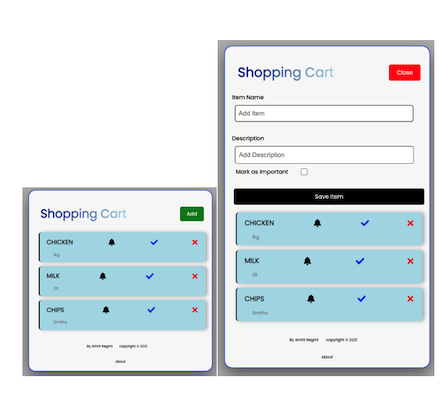 Shopping Cart Add
CHICKEN
1kg
MILK
2lt
CHIPS
Smiths
By Amrit Regmi copyright © 2021
About
Shopping Cart Close
Item Name
Add Item
Description
Add Description
Mark as Important
Save Item
CHICKEN
1kg
MILK
2lt
CHIPS
Smiths
By Amrit Regmi copyright © 2021
About